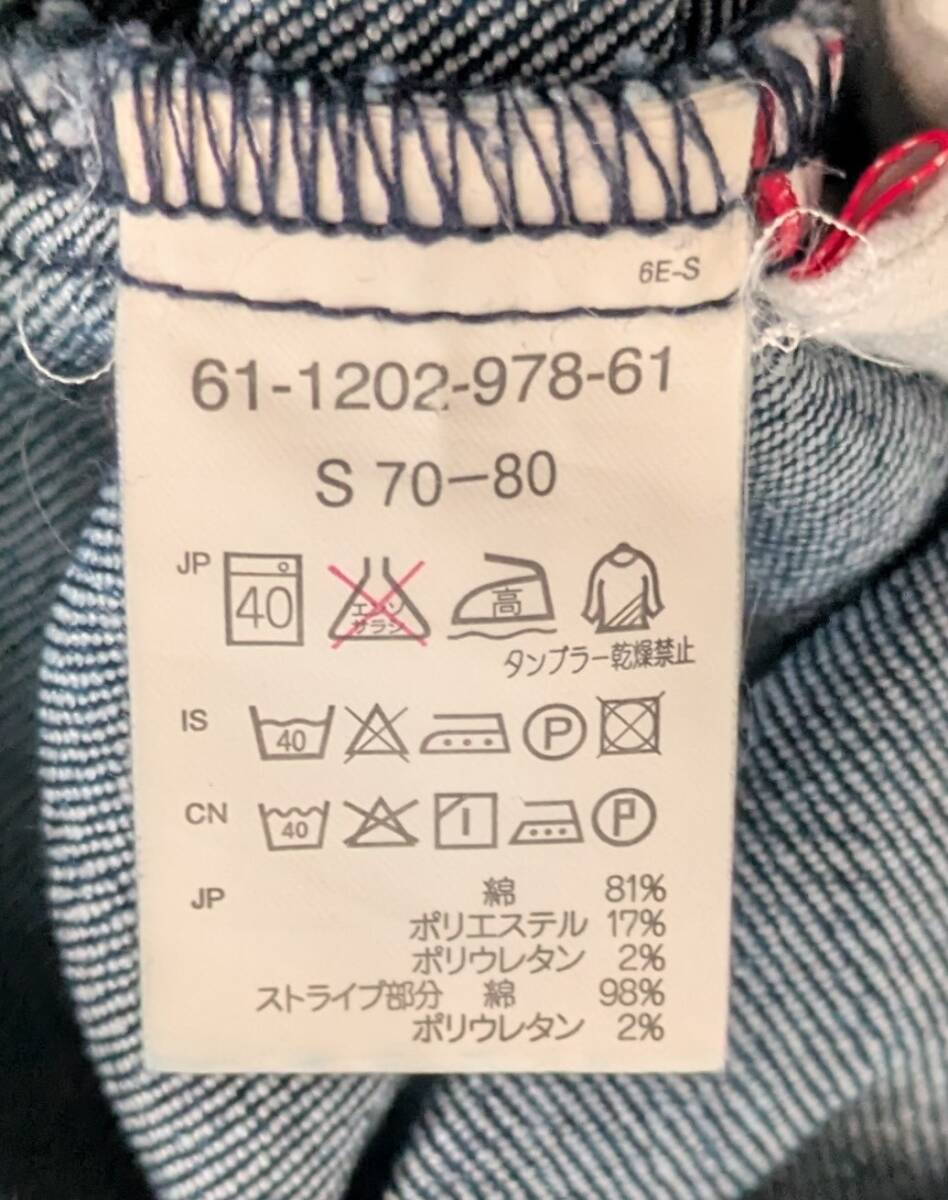 6E-S
61-1202-978-61
S 70-80
JP 40 エンソ サラシ 高
タンブラー乾燥禁止
IS 40 P
CN 40 P
JP 綿 81%
ポリエステル 17%
ポリウレタン 2%
ストライプ部分 綿 98%
ポリウレタン 2%